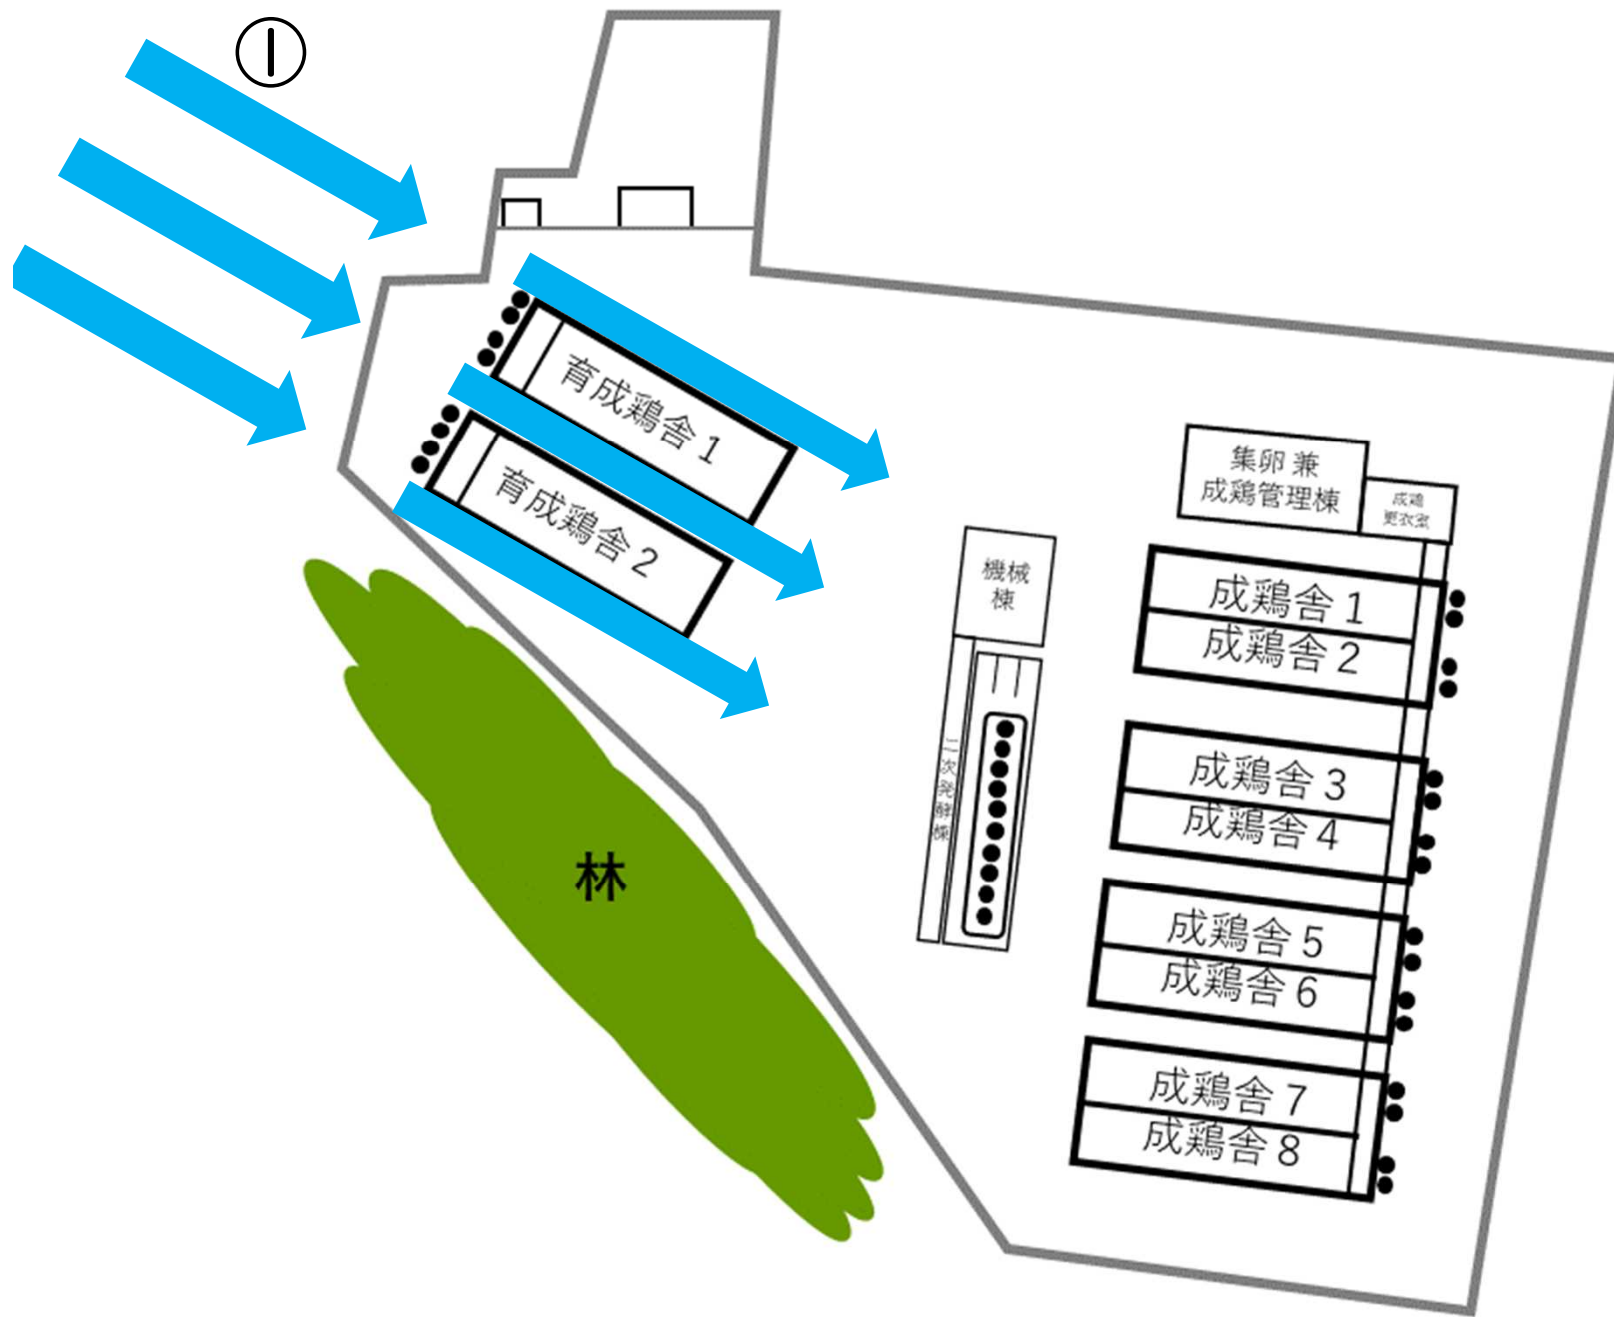 ①
育成鶏舎 1
育成鶏舎 2
集卵 兼
成鶏管理棟
成鶏
更衣室
機械
棟
成鶏舎 1
成鶏舎 2
二次発酵棟
成鶏舎 3
成鶏舎 4
林
成鶏舎 5
成鶏舎 6
成鶏舎 7
成鶏舎 8